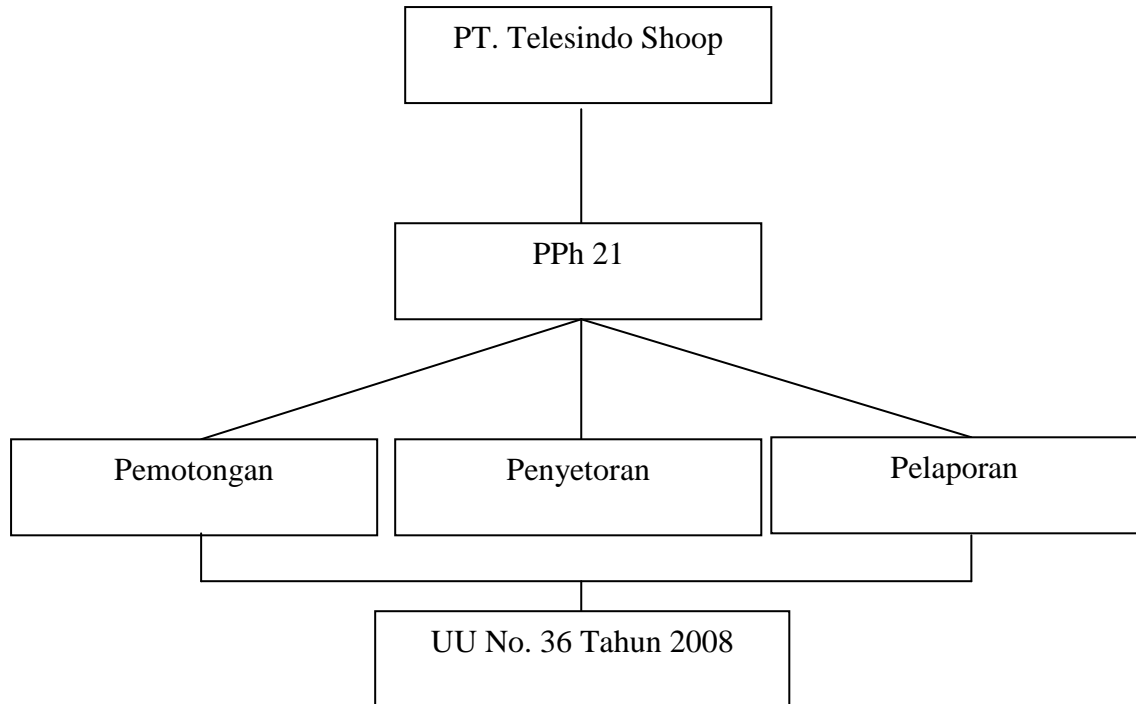 PT. Telesindo Shoop
PPh 21
Pemotongan
Penyetoran
Pelaporan
UU No. 36 Tahun 2008